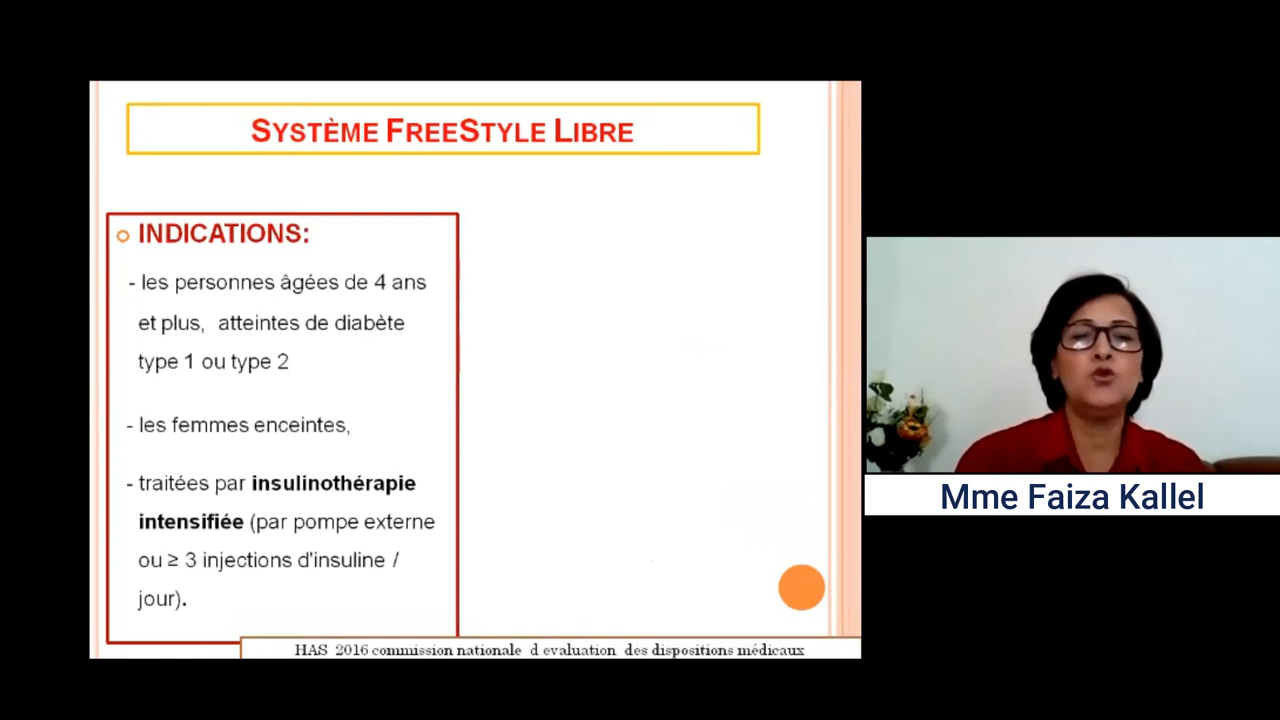 SYSTÈME FREESTYLE LIBRE
INDICATIONS:
- les personnes âgées de 4 ans
et plus, atteintes de diabète
type 1 ou type 2
- les femmes enceintes,
- traitées par insulinothérapie
intensifiée (par pompe externe
ou ≥ 3 injections d'insuline /
jour).
HAS 2016 commission nationale d evaluation des dispositions médicaux
Mme Faiza Kallel